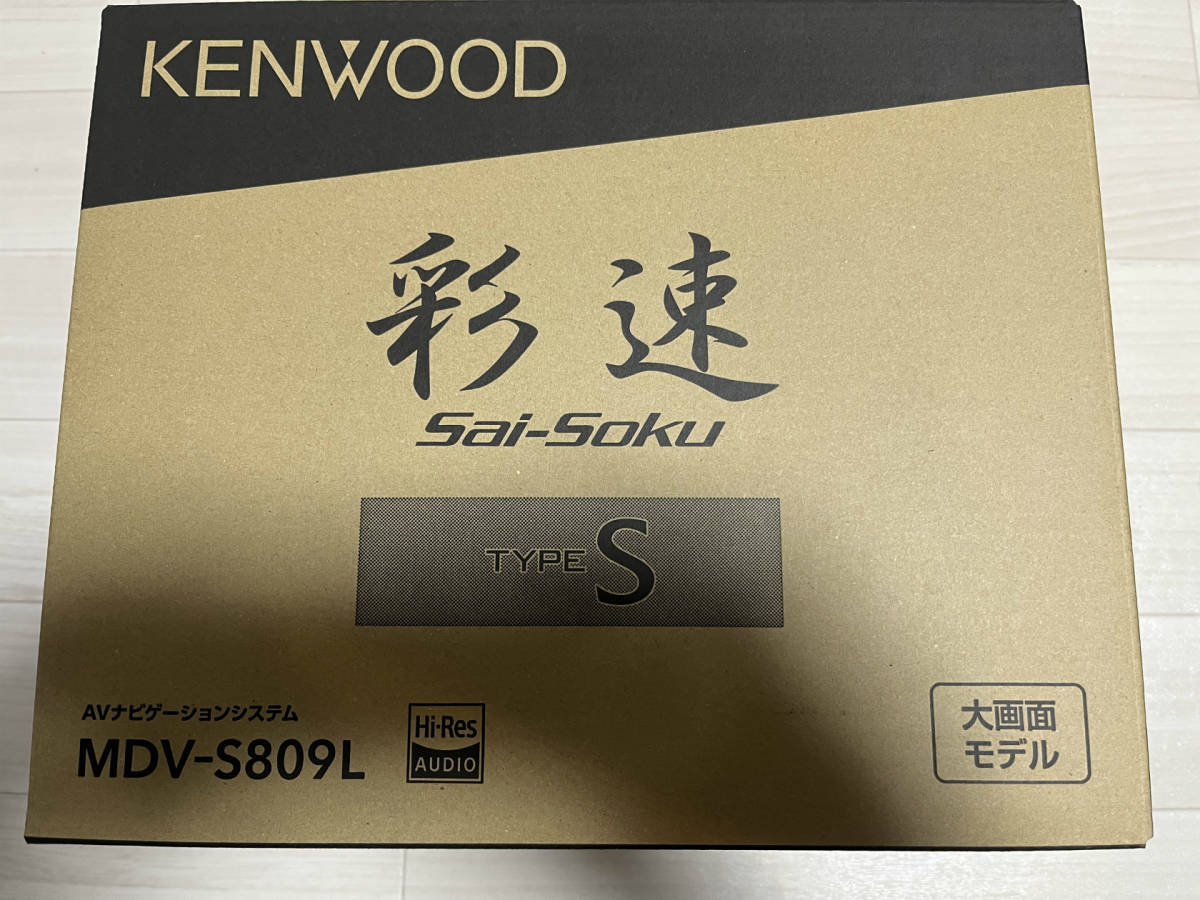 KENWOOD
彩速
Sai-Soku
TYPE S
AVナビゲーションシステム
MDV-S809L
Hi-Res
AUDIO
大画面
モデル